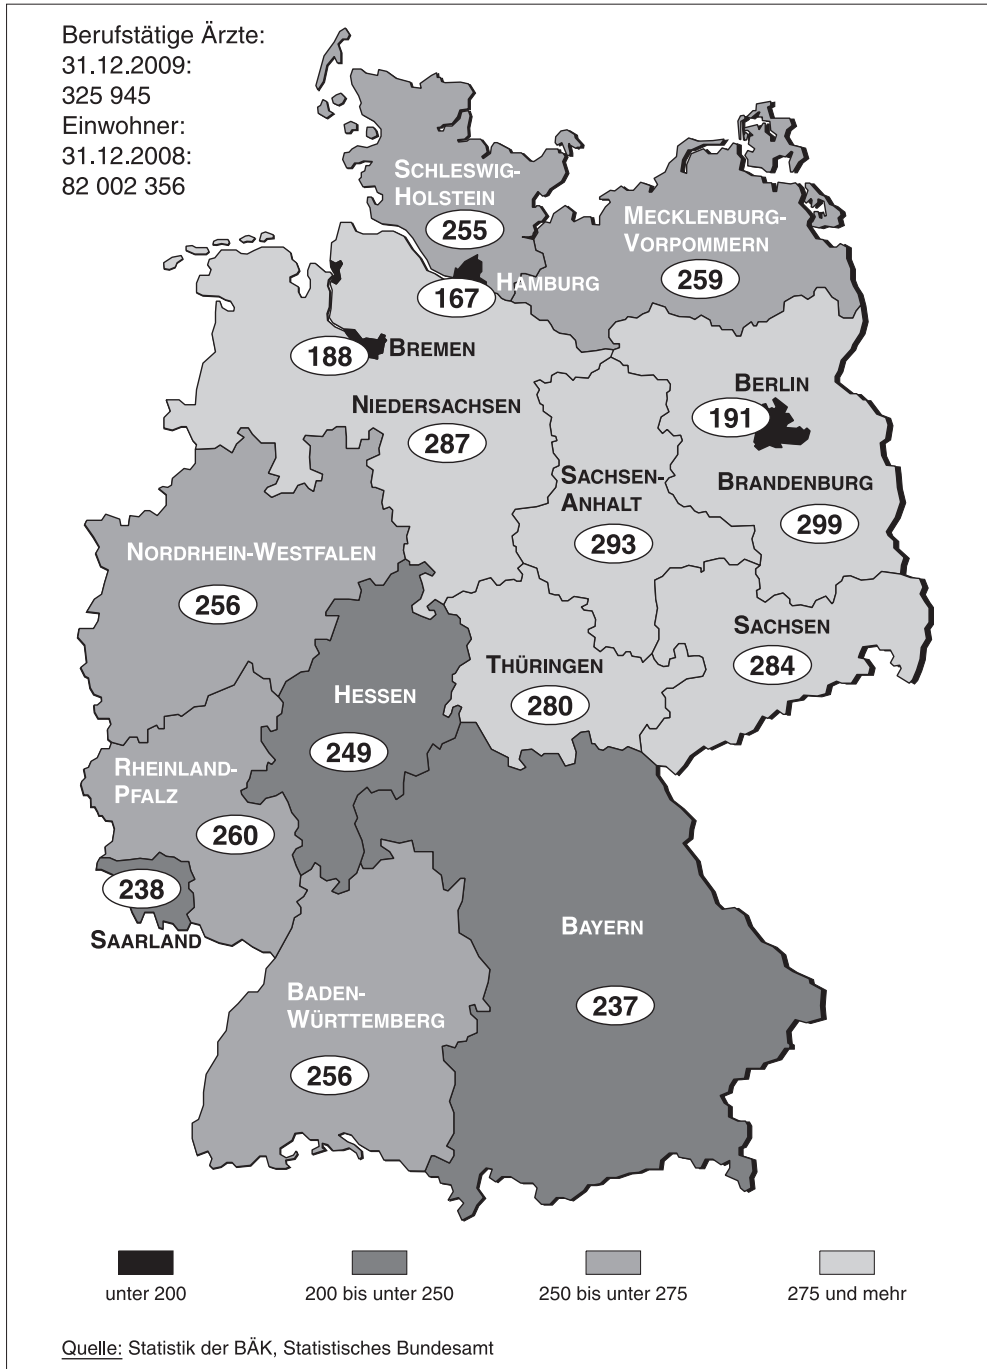 Berufstätige Ärzte:
31.12.2009:
325 945
Einwohner:
31.12.2008:
82 002 356
SCHLESWIG-
HOLSTEIN
255
MECKLENBURG-
VORPOMMERN
259
HAMBURG
167
BREMEN
188
BERLIN
191
NIEDERSACHSEN
287
SACHSEN-
ANHALT
293
BRANDENBURG
299
NORDRHEIN-WESTFALEN
256
SACHSEN
284
THÜRINGEN
280
HESSEN
249
RHEINLAND-
PFALZ
260
238
SAARLAND
BAYERN
237
BADEN-
WÜRTTEMBERG
256
unter 200
200 bis unter 250
250 bis unter 275
275 und mehr
Quelle: Statistik der BÄK, Statistisches Bundesamt